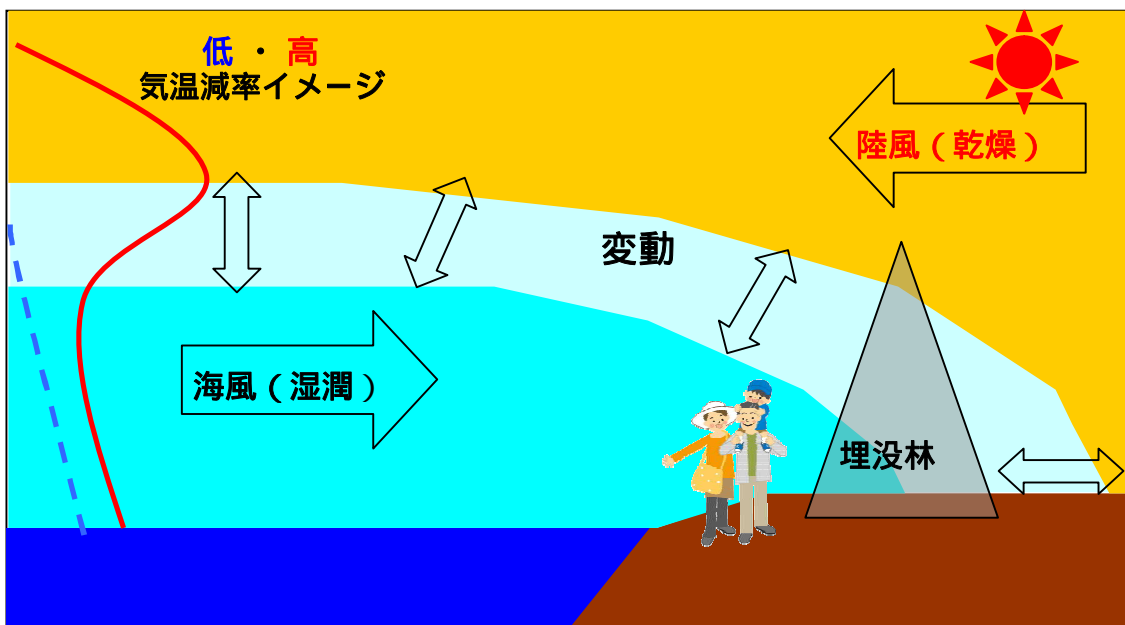 低 ・ 高
気温減率イメージ
陸風（乾燥）
変動
海風（湿潤）
埋没林